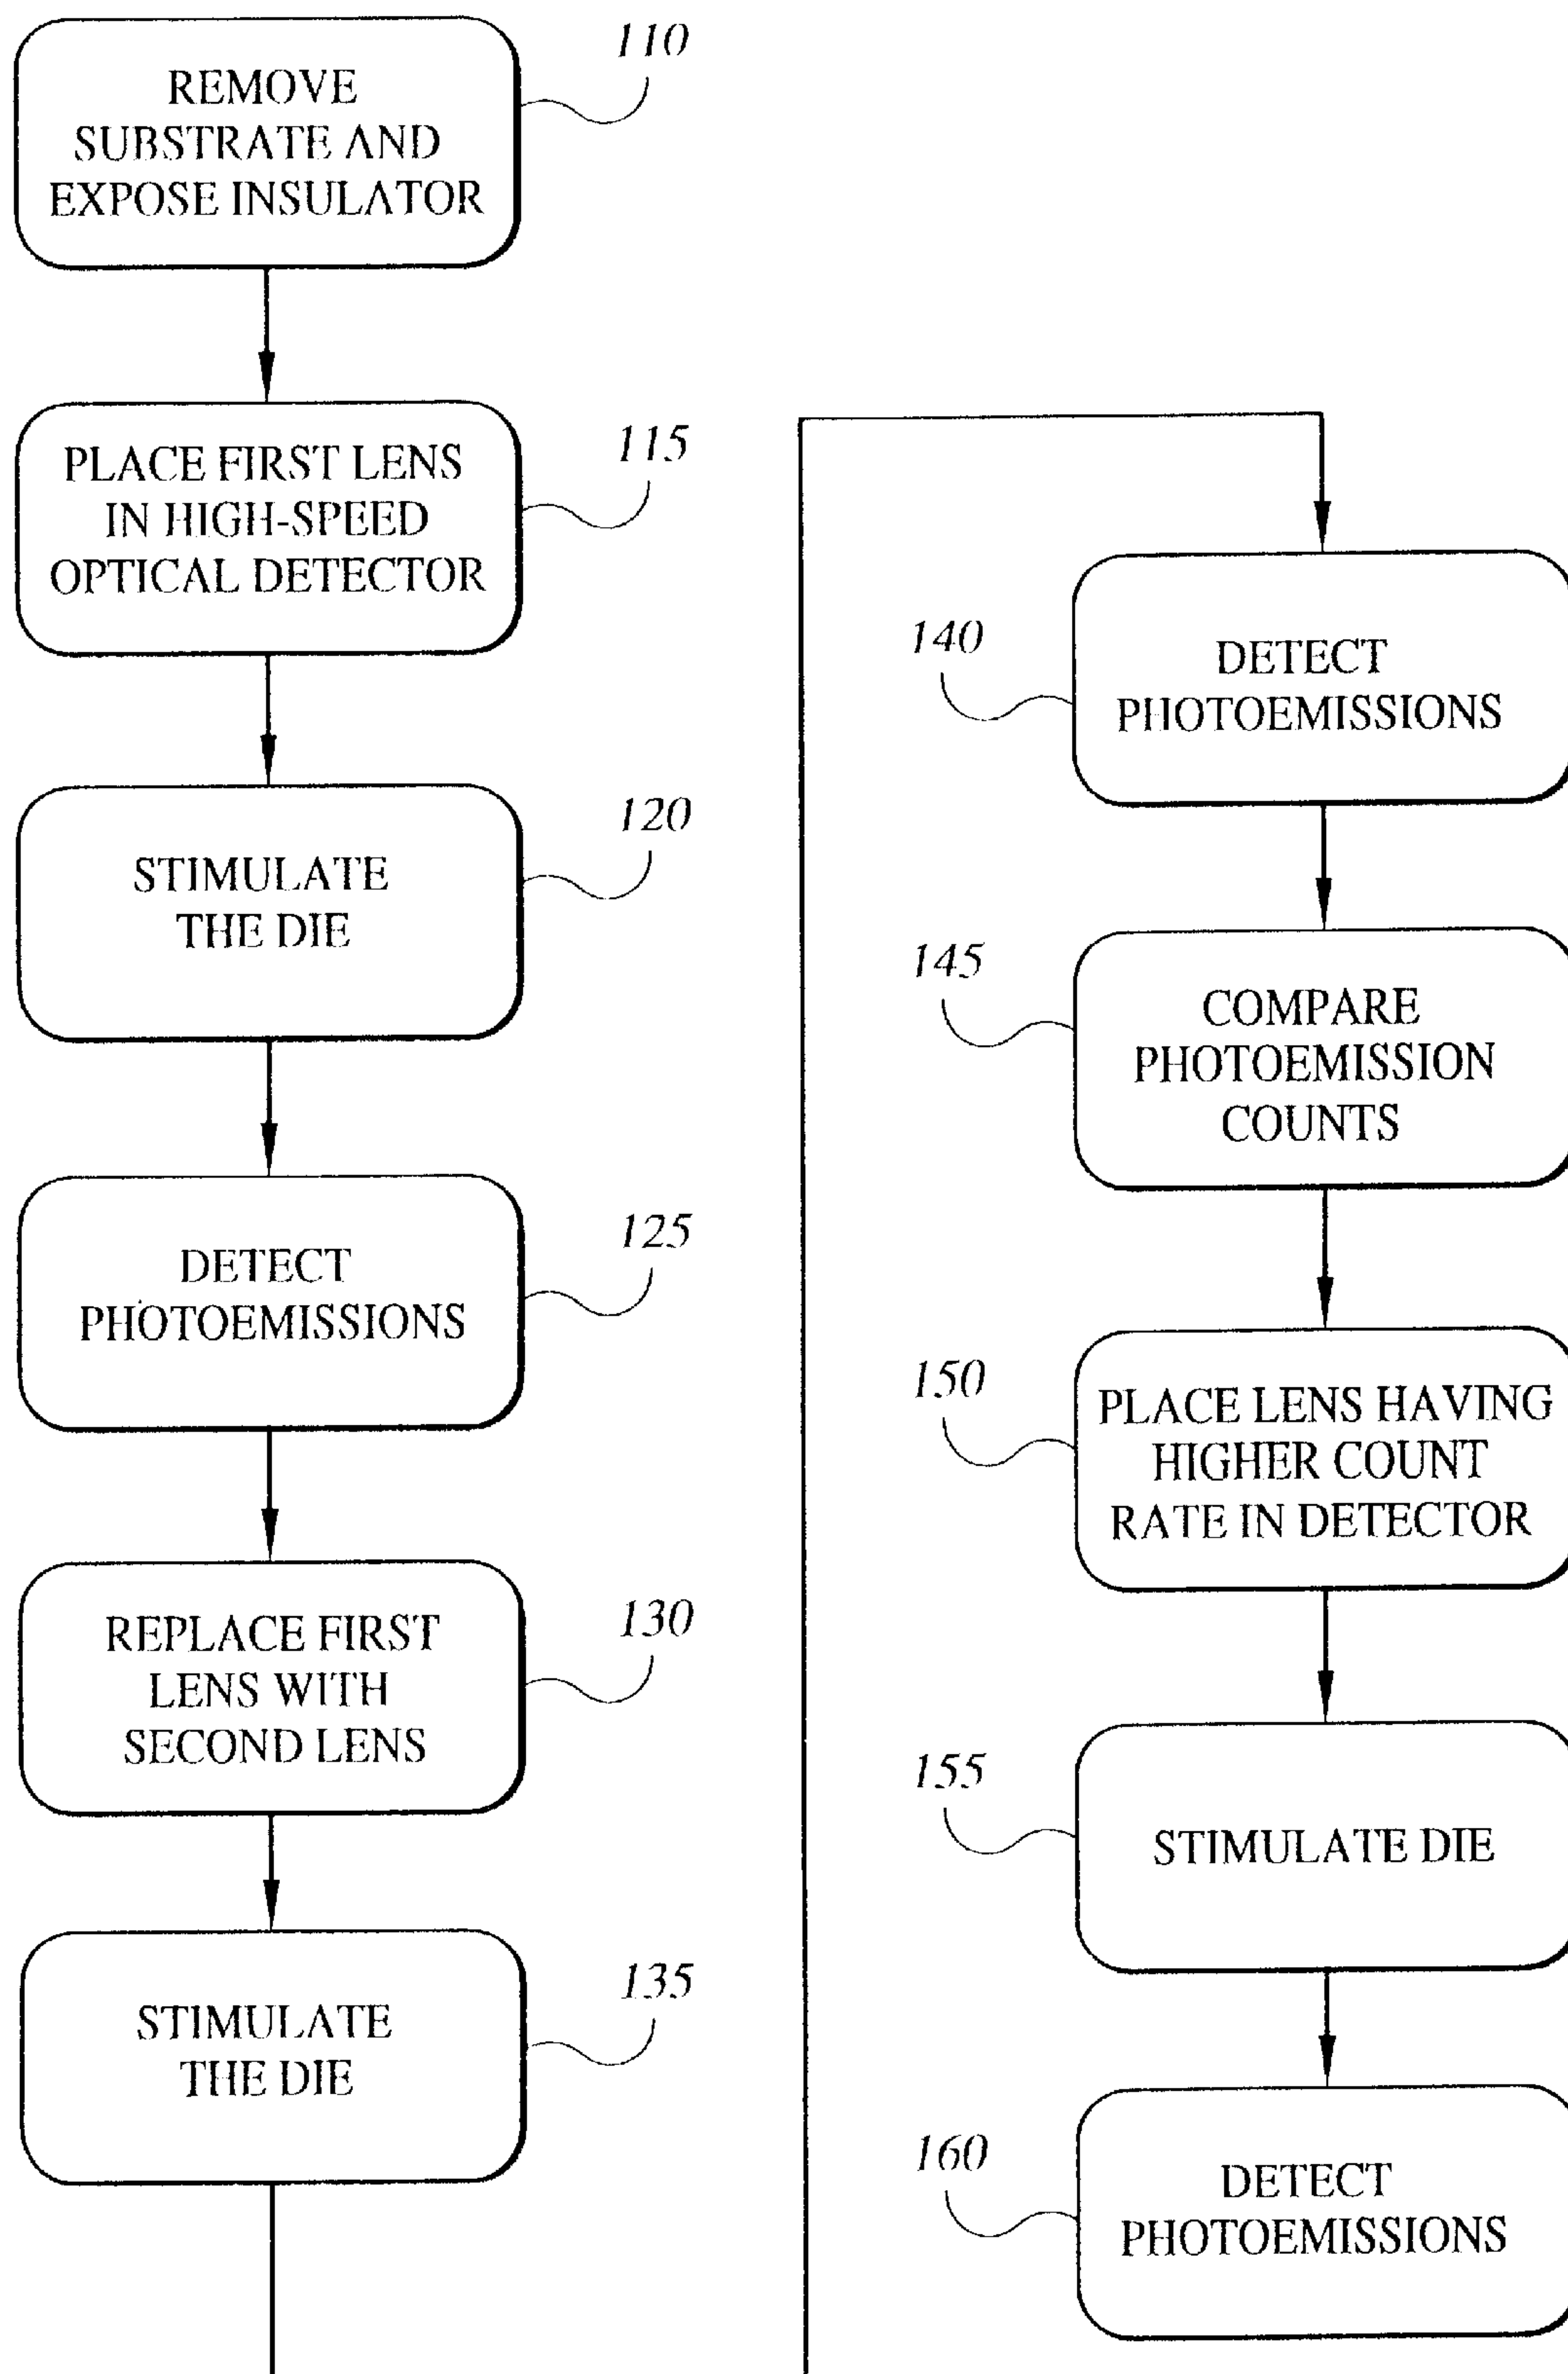 110
REMOVE
SUBSTRATE AND
EXPOSE INSULATOR
115
PLACE FIRST LENS
IN HIGH-SPEED
OPTICAL DETECTOR
120
STIMULATE
THE DIE
125
DETECT
PHOTOEMISSIONS
130
REPLACE FIRST
LENS WITH
SECOND LENS
135
STIMULATE
THE DIE
140
DETECT
PHOTOEMISSIONS
145
COMPARE
PHOTOEMISSION
COUNTS
150
PLACE LENS HAVING
HIGHER COUNT
RATE IN DETECTOR
155
STIMULATE DIE
160
DETECT
PHOTOEMISSIONS